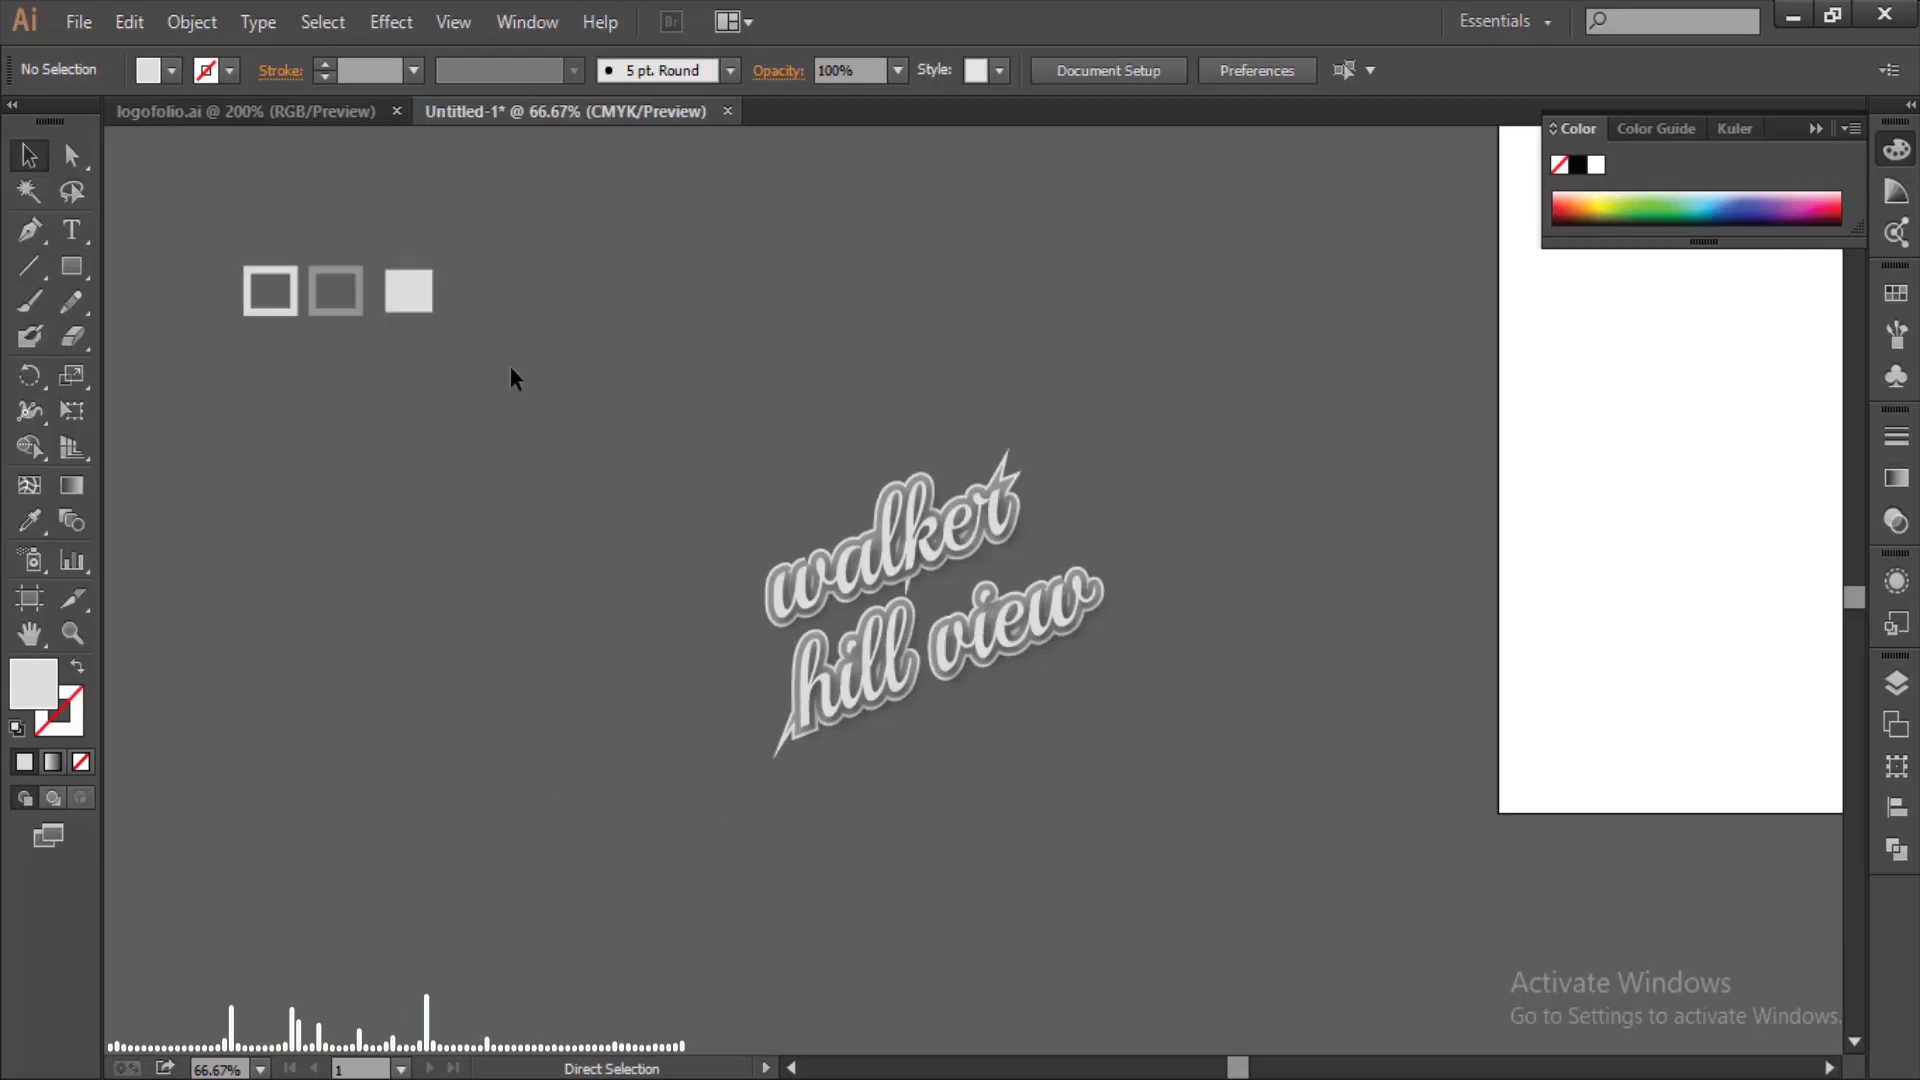 Ai File Edit Object Type Select Effect View Window Help Br Essentials
No Selection Stroke: 5 pt. Round Opacity: 100% Style: Document Setup Preferences
logofolio.ai @ 200% (RGB/Preview) Untitled-1* @ 66.67% (CMYK/Preview)
Color Color Guide Kuler
walker
hill view
Activate Windows
Go to Settings to activate Windows.
66.67% 1 Direct Selection